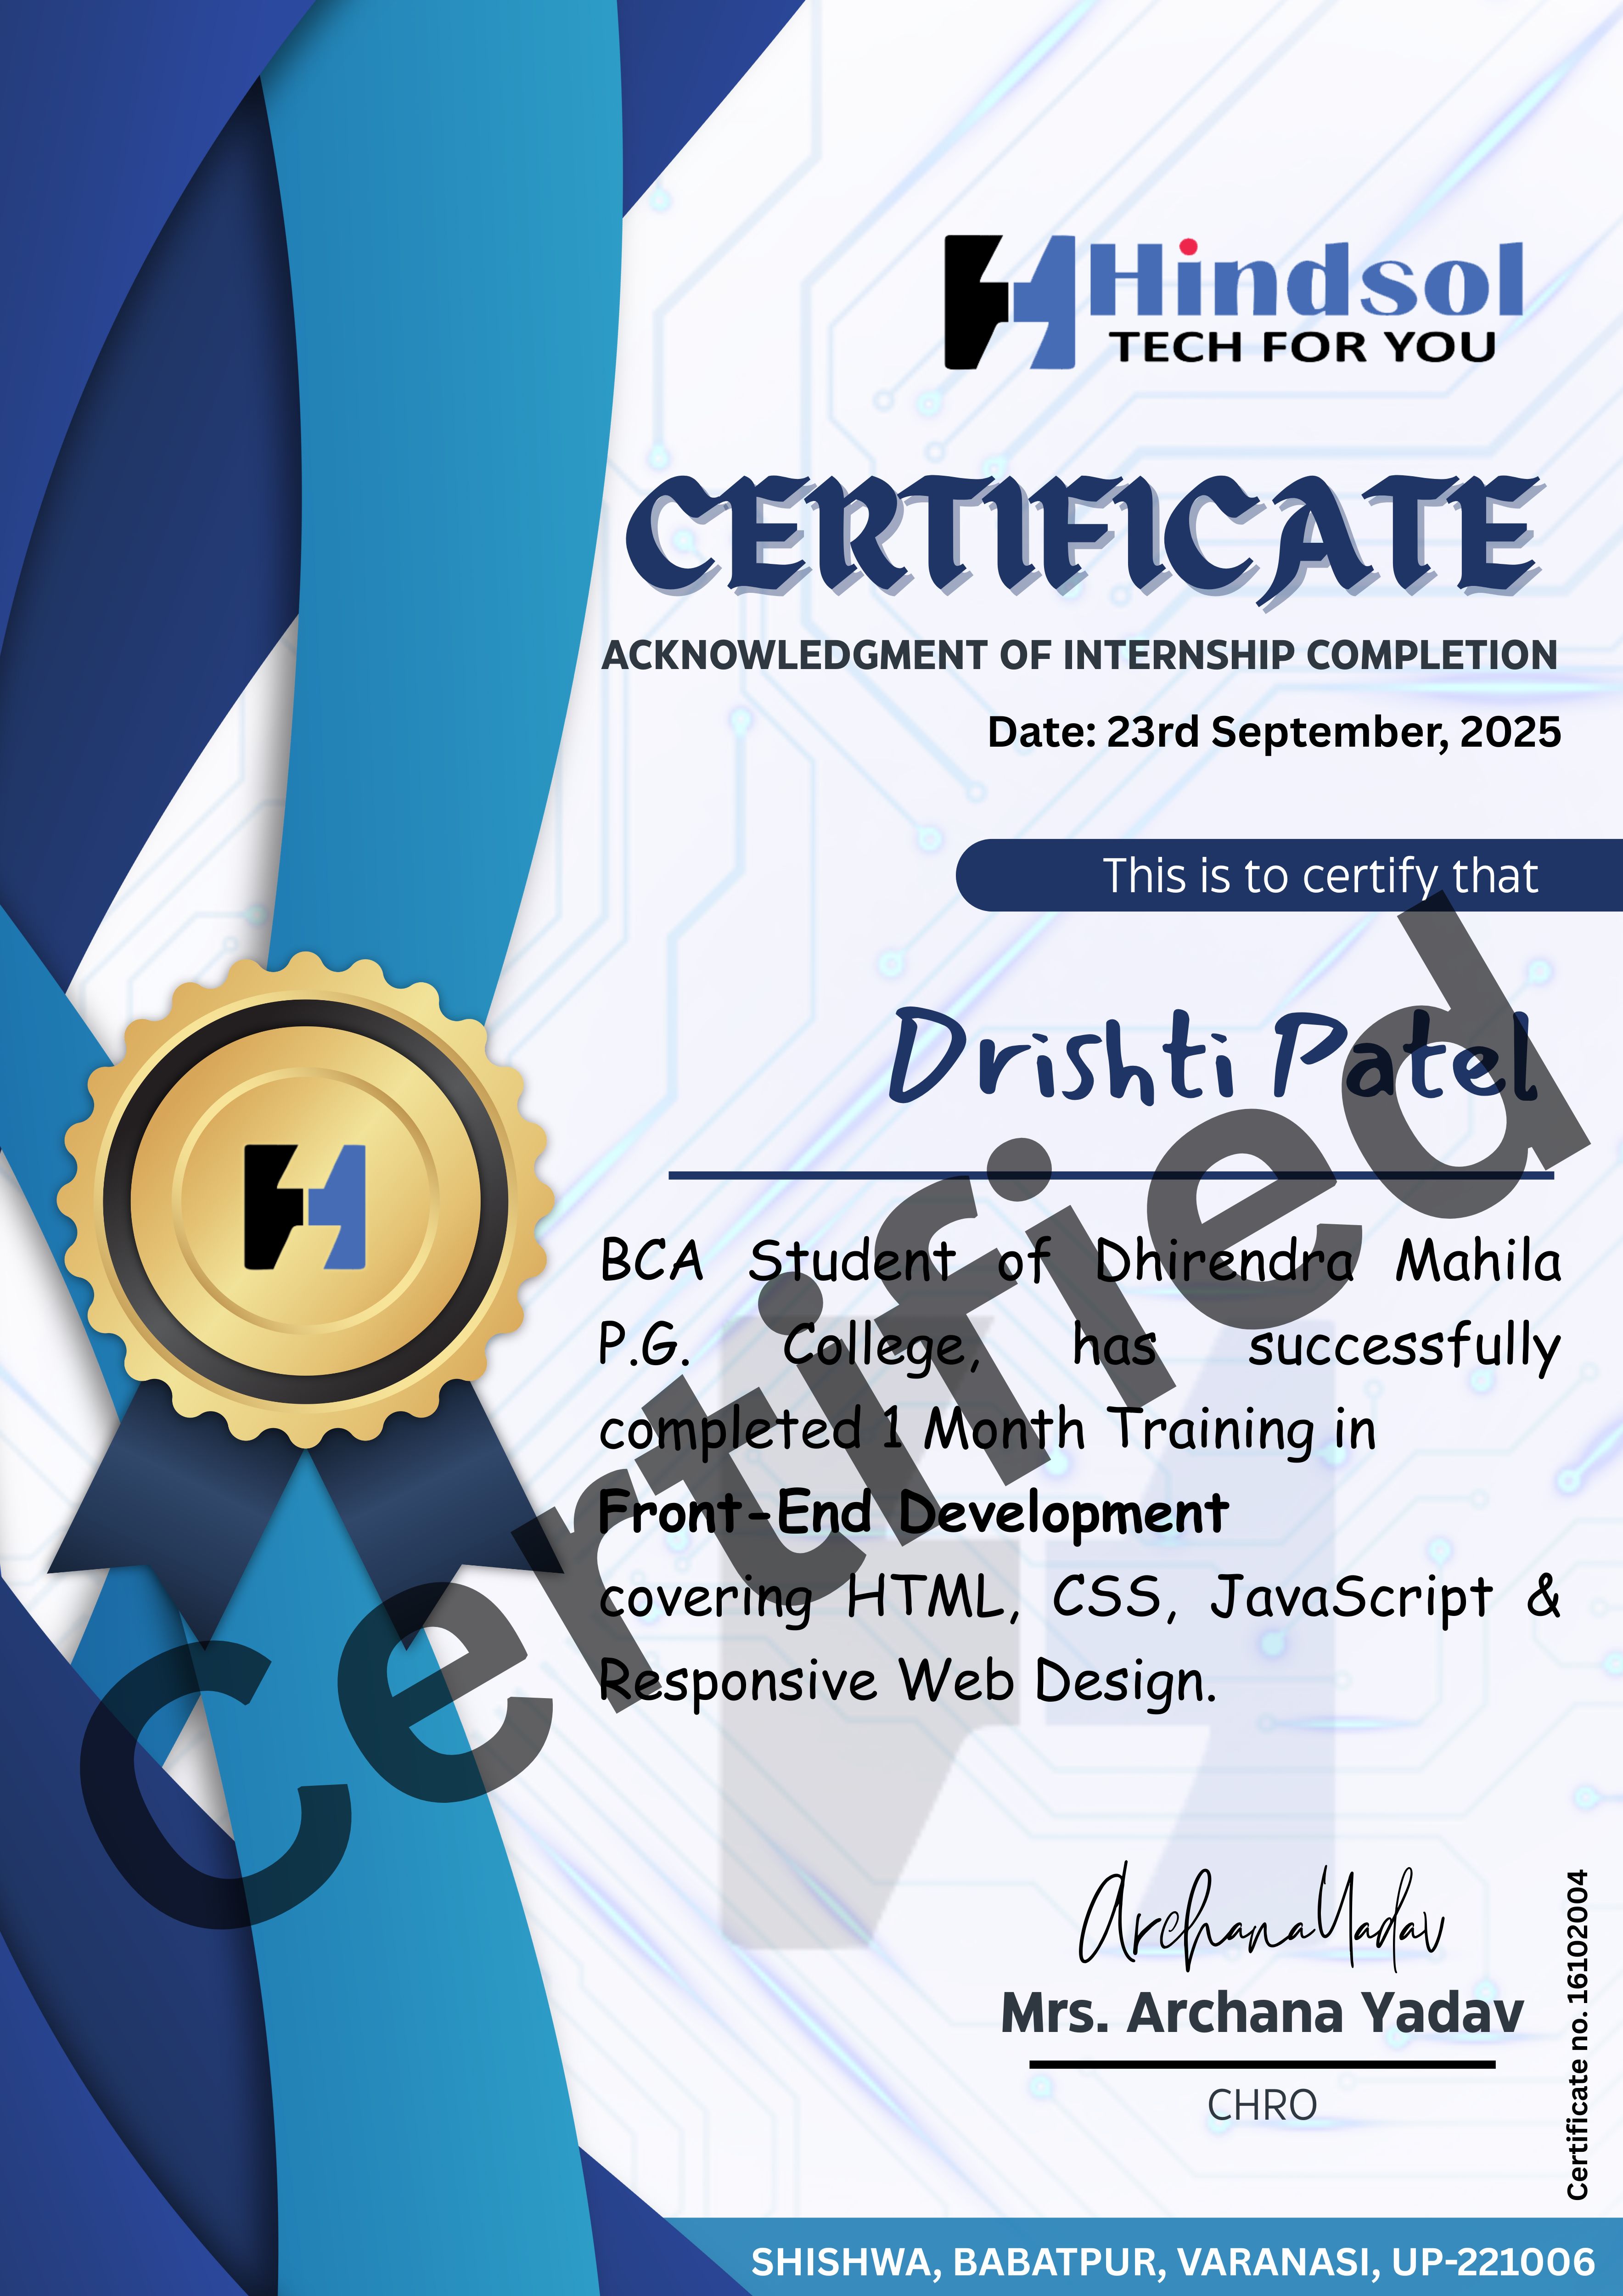 Hindsol
TECH FOR YOU
CERTIFICATE
ACKNOWLEDGMENT OF INTERNSHIP COMPLETION
Date: 23rd September, 2025
This is to certify that
Drishti Patel
BCA Student of Dhirendra Mahila
P.G. College, has successfully
completed 1 Month Training in
Front-End Development
covering HTML, CSS, JavaScript &
Responsive Web Design.
Certified
Archana Yadav
Mrs. Archana Yadav
CHRO
Certificate no. 16102004
SHISHWA, BABATPUR, VARANASI, UP-221006